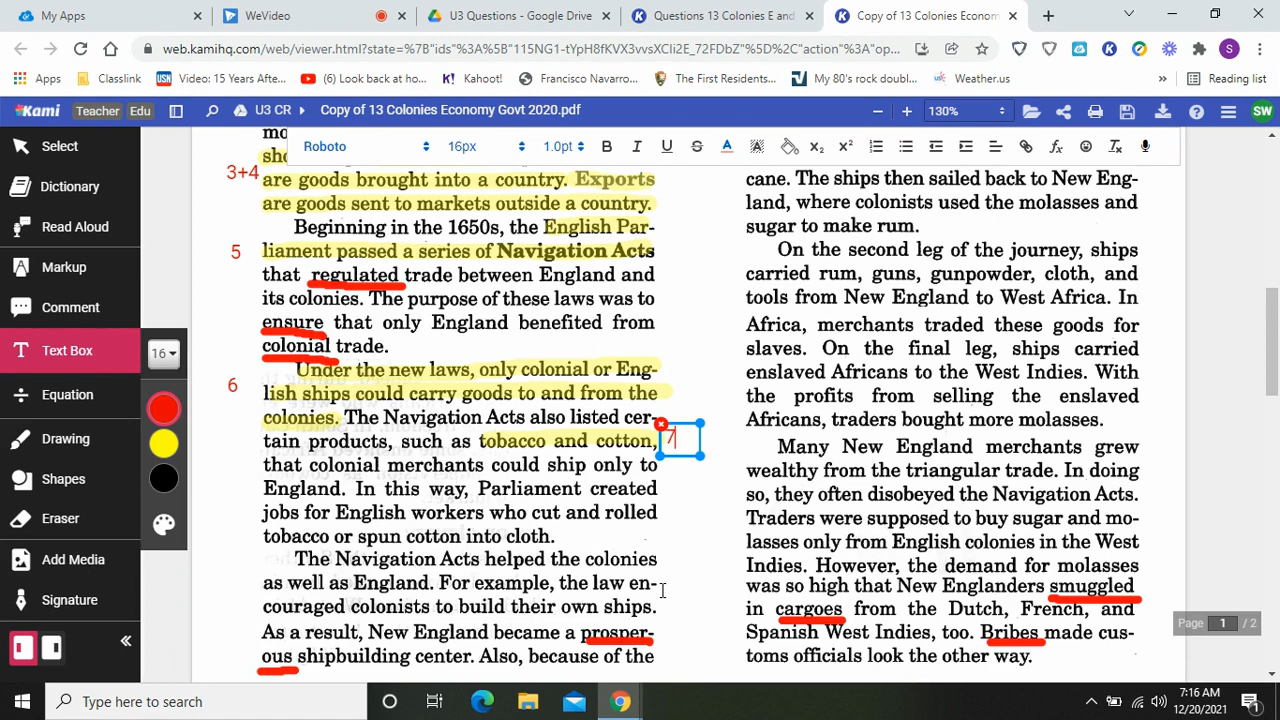 My Apps
WeVideo
U3 Questions - Google Drive
Questions 13 Colonies E and
Copy of 13 Colonies Econom
web.kamihq.com/web/viewer.html?state=%7B"ids"%3A%5B"115NG1-tYpH8fKVX3vvsXCIi2E_72FDbZ"%5D%2C"action"%3A"op...
S
Apps
Classlink
Video: 15 Years Afte...
(6) Look back at ho...
Kahoot!
Francisco Navarro...
The First Residents...
My 80's rock doubl...
Weather.us
»
Reading list
Kami
Teacher
Edu
U3 CR
Copy of 13 Colonies Economy Govt 2020.pdf
130%
SW
Roboto
16px
1.0pt
B I U S A
Select
Dictionary
Read Aloud
Markup
Comment
Text Box
Equation
Drawing
Shapes
Eraser
Add Media
Signature
16
3+4
are goods brought into a country. Exports
are goods sent to markets outside a country.
Beginning in the 1650s, the English Par-
5
liament passed a series of Navigation Acts
that regulated trade between England and
its colonies. The purpose of these laws was to
ensure that only England benefited from
colonial trade.
Under the new laws, only colonial or Eng-
6
lish ships could carry goods to and from the
colonies. The Navigation Acts also listed cer-
tain products, such as tobacco and cotton,
7
that colonial merchants could ship only to
England. In this way, Parliament created
jobs for English workers who cut and rolled
tobacco or spun cotton into cloth.
The Navigation Acts helped the colonies
as well as England. For example, the law en-
couraged colonists to build their own ships.
As a result, New England became a prosper-
ous shipbuilding center. Also, because of the
cane. The ships then sailed back to New Eng-
land, where colonists used the molasses and
sugar to make rum.
On the second leg of the journey, ships
carried rum, guns, gunpowder, cloth, and
tools from New England to West Africa. In
Africa, merchants traded these goods for
slaves. On the final leg, ships carried
enslaved Africans to the West Indies. With
the profits from selling the enslaved
Africans, traders bought more molasses.
Many New England merchants grew
wealthy from the triangular trade. In doing
so, they often disobeyed the Navigation Acts.
Traders were supposed to buy sugar and mo-
lasses only from English colonies in the West
Indies. However, the demand for molasses
was so high that New Englanders smuggled
in cargoes from the Dutch, French, and
Spanish West Indies, too. Bribes made cus-
toms officials look the other way.
Page 1 / 2
Type here to search
7:16 AM
12/20/2021